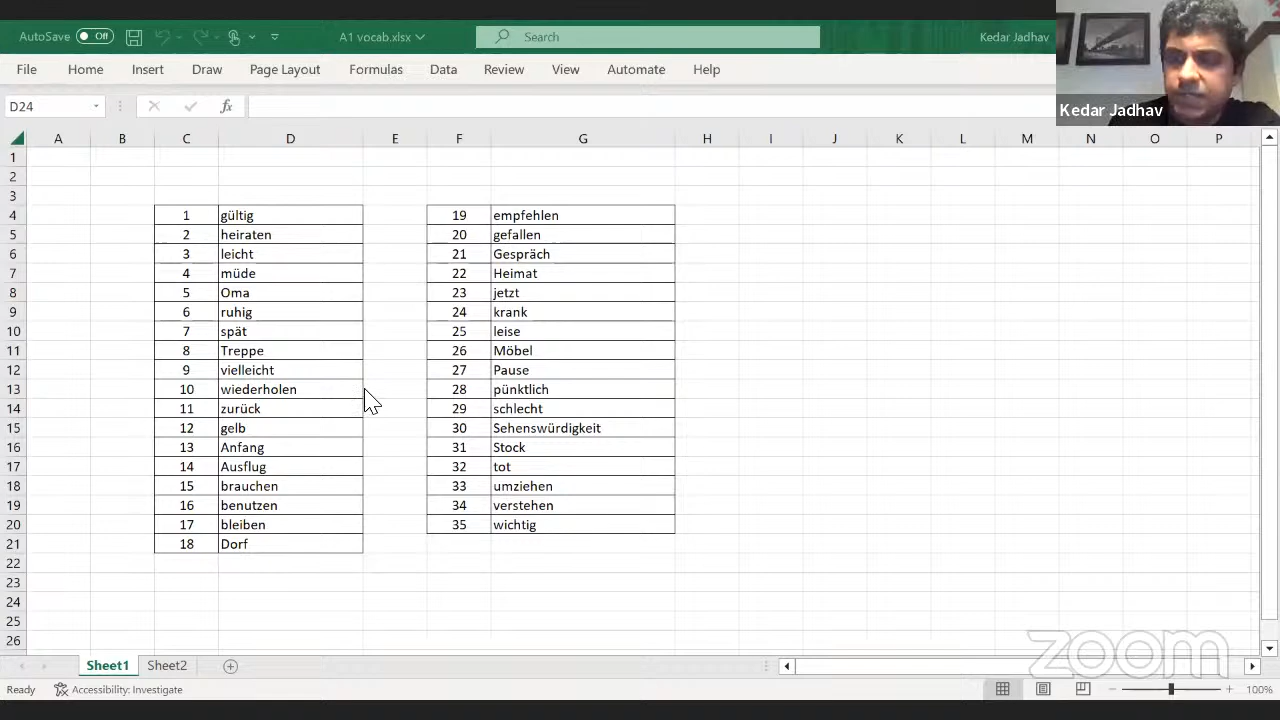 AutoSave Off A1 vocab.xlsx Search Kedar Jadhav
File Home Insert Draw Page Layout Formulas Data Review View Automate Help
Kedar Jadhav
D24 fx
A B C D E F G H I J K L M N O P
1
2
3
4 1 gültig 19 empfehlen
5 2 heiraten 20 gefallen
6 3 leicht 21 Gespräch
7 4 müde 22 Heimat
8 5 Oma 23 jetzt
9 6 ruhig 24 krank
10 7 spät 25 leise
11 8 Treppe 26 Möbel
12 9 vielleicht 27 Pause
13 10 wiederholen 28 pünktlich
14 11 zurück 29 schlecht
15 12 gelb 30 Sehenswürdigkeit
16 13 Anfang 31 Stock
17 14 Ausflug 32 tot
18 15 brauchen 33 umziehen
19 16 benutzen 34 verstehen
20 17 bleiben 35 wichtig
21 18 Dorf
22
23
24
25
26
zoom
Sheet1 Sheet2
Ready Accessibility: Investigate 100%